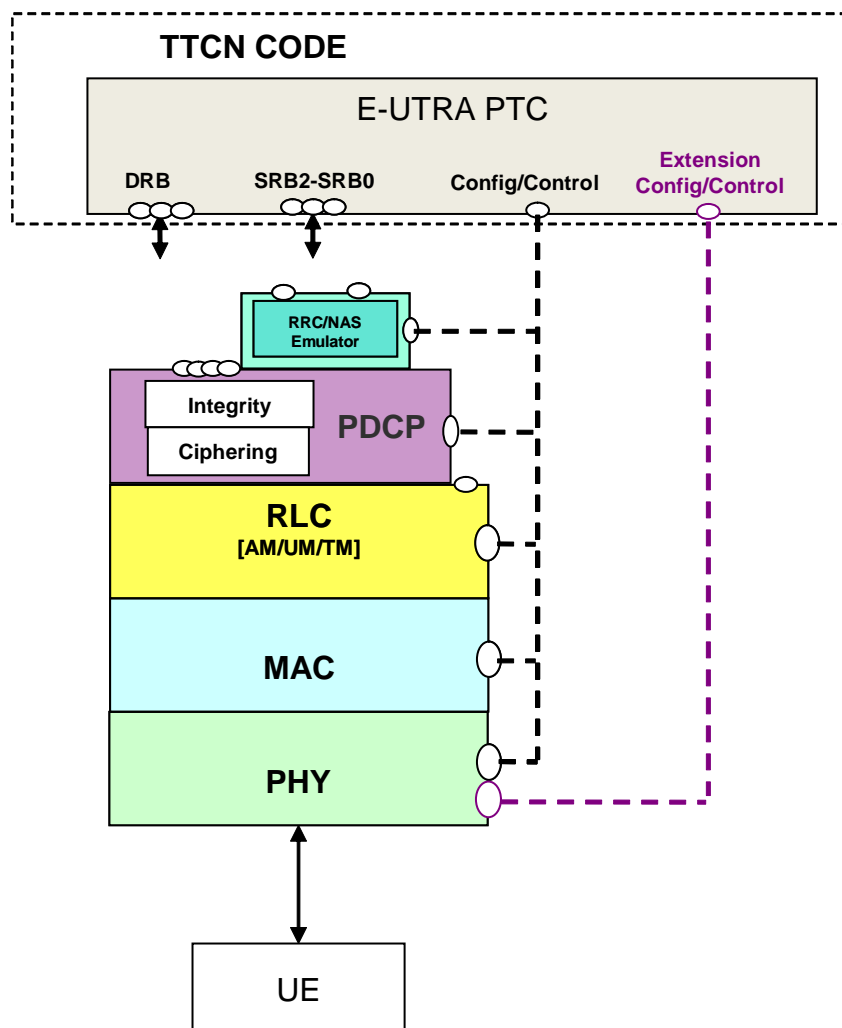 TTCN CODE
E-UTRA PTC
DRB
SRB2-SRB0
Config/Control
Extension
Config/Control
RRC/NAS
Emulator
Integrity
Ciphering
PDCP
RLC
[AM/UM/TM]
MAC
PHY
UE